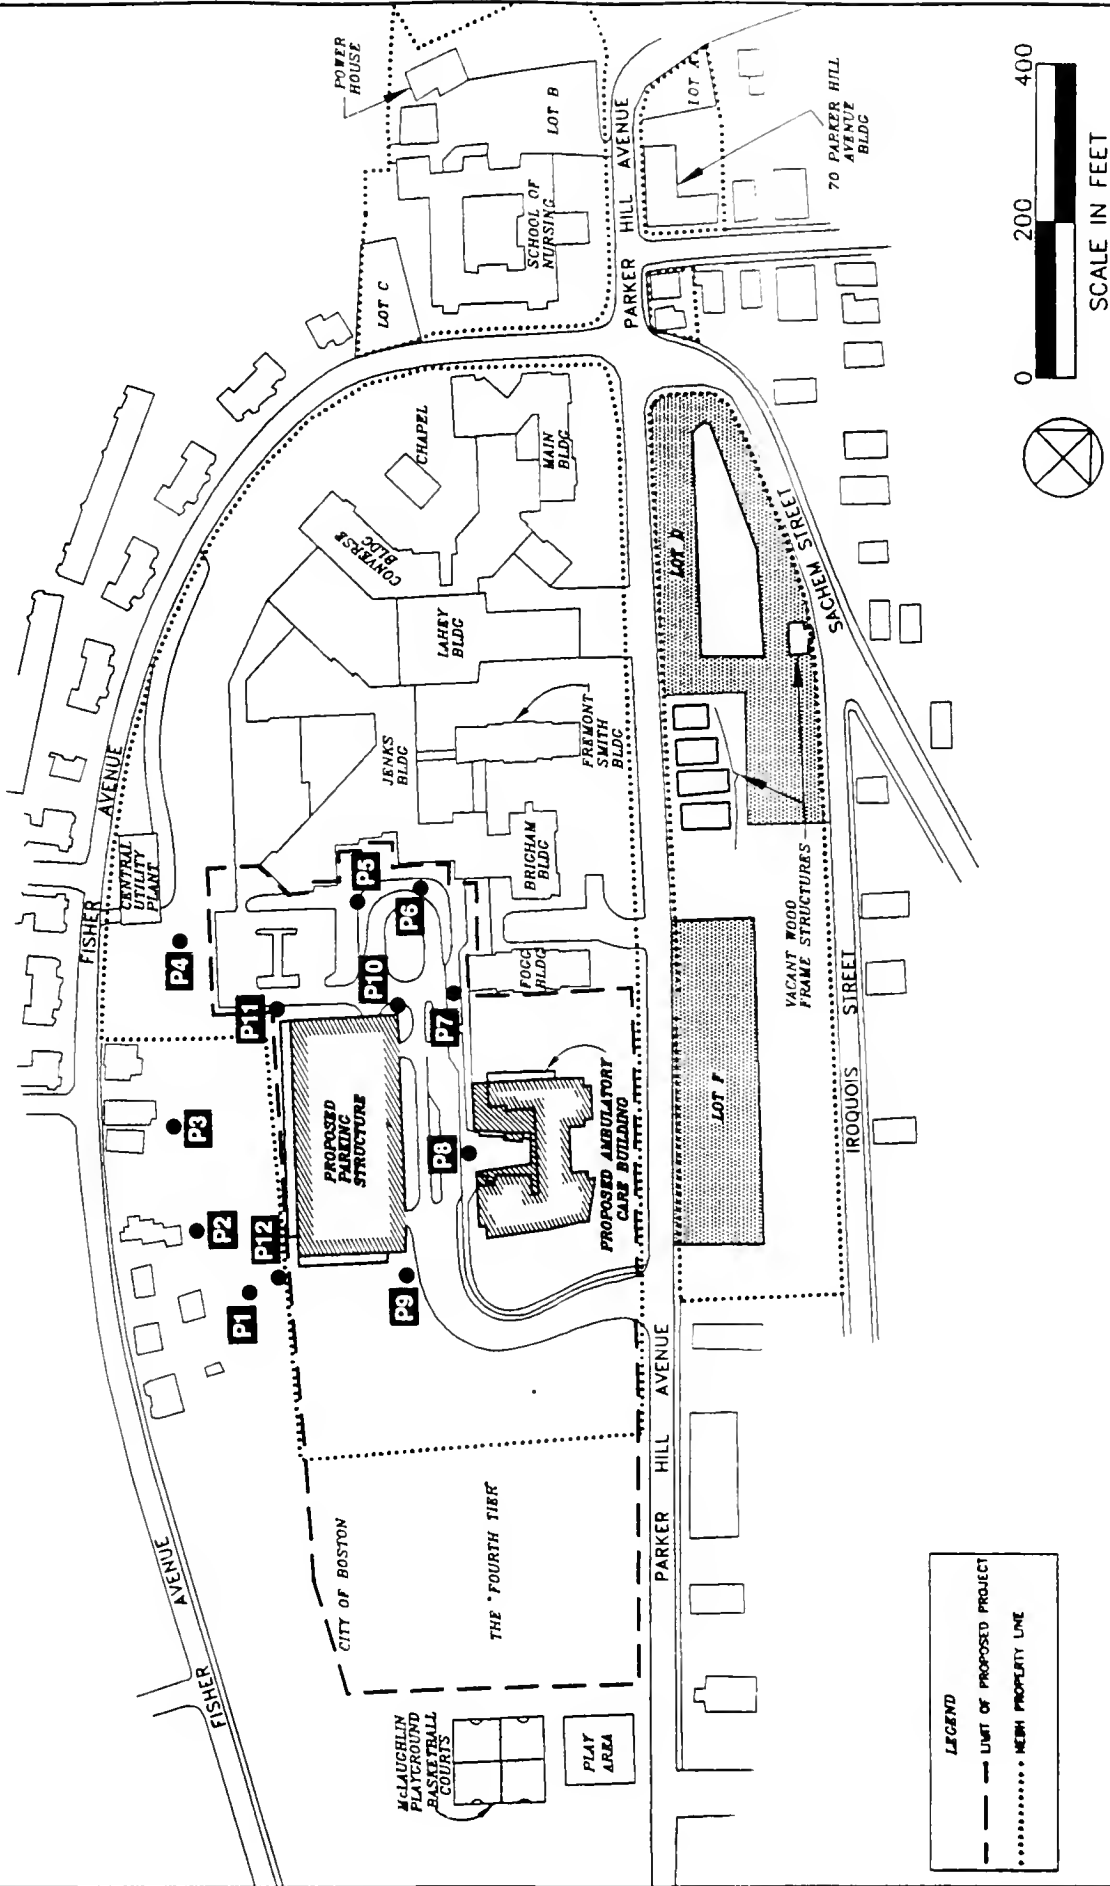 McLAUGHLIN
PLAYGROUND
BASKETBALL
COURTS
PLAY
AREA
FISHER
AVENUE
CITY OF BOSTON
THE "FOURTH TIER"
PARKER HILL AVENUE
P1
P2
P3
P4
P5
P6
P7
P8
P9
P10
P11
P12
PROPOSED
PARKING
STRUCTURE
PROPOSED AMBULATORY
CARE BUILDING
FOGG
BLDG
BRIGHAM
BLDG
FREMONT
SMITH
BLDG
JENKS
BLDG
LAHEY
BLDG
CONVERSE
BLDG
CHAPEL
MAIN
BLDG
CENTRAL
UTILITY
PLANT
FISHER
AVENUE
LOT C
SCHOOL OF
NURSING
LOT B
POWER
HOUSE
PARKER HILL AVENUE
LOT A
70 PARKER HILL
AVENUE
BLDG
LOT D
SACHEM STREET
VACANT WOOD
FRAME STRUCTURES
LOT F
IROQUOIS STREET
LEGEND
LIMIT OF PROPOSED PROJECT
NEBH PROPERTY LINE
0 200 400
SCALE IN FEET